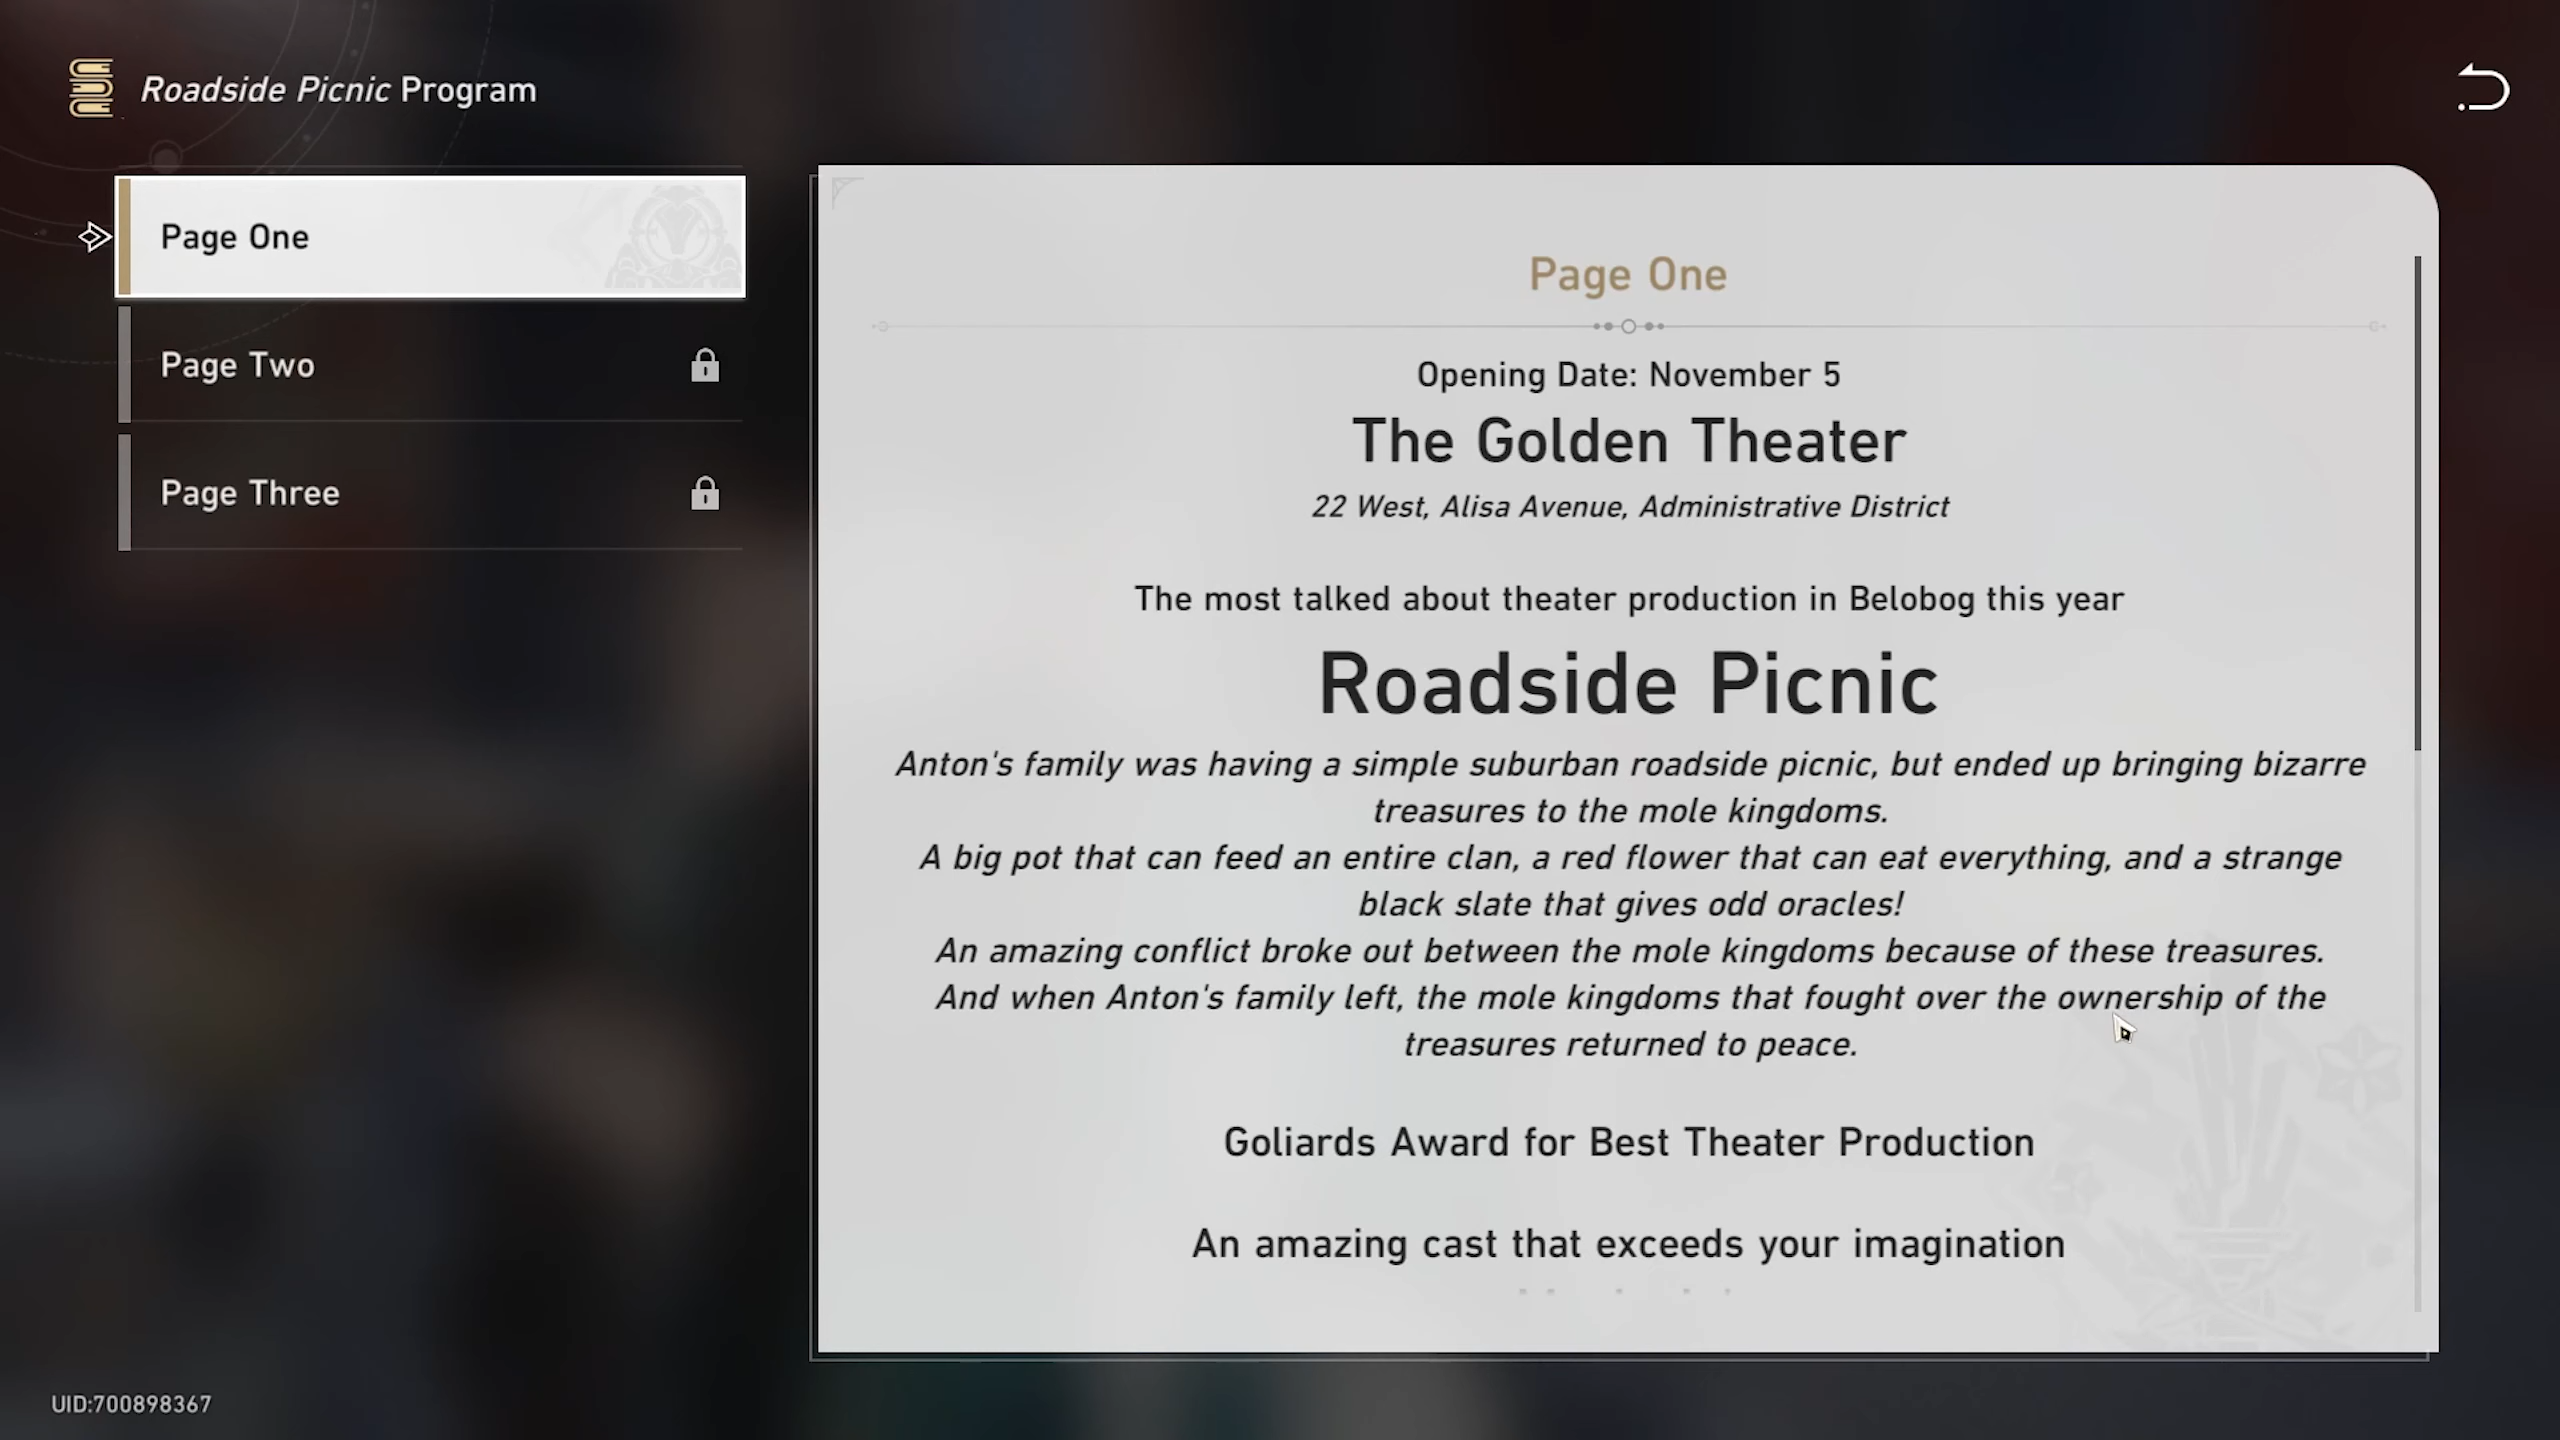 Roadside Picnic Program
Page One
Page Two
Page Three
Page One
Opening Date: November 5
The Golden Theater
22 West, Alisa Avenue, Administrative District
The most talked about theater production in Belobog this year
Roadside Picnic
Anton's family was having a simple suburban roadside picnic, but ended up bringing bizarre
treasures to the mole kingdoms.
A big pot that can feed an entire clan, a red flower that can eat everything, and a strange
black slate that gives odd oracles!
An amazing conflict broke out between the mole kingdoms because of these treasures.
And when Anton's family left, the mole kingdoms that fought over the ownership of the
treasures returned to peace.
Goliards Award for Best Theater Production
An amazing cast that exceeds your imagination
UID:700898367